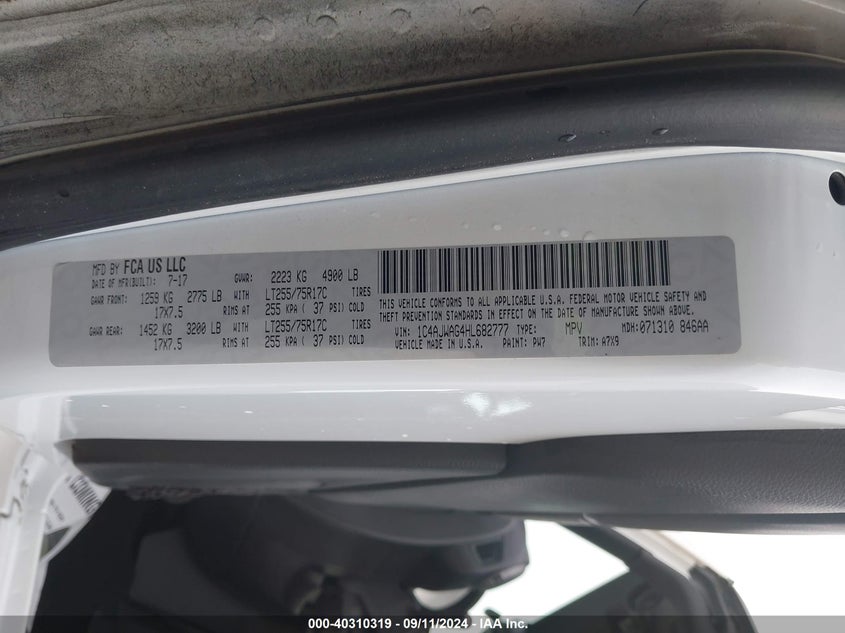 MFD BY FCA US LLC
DATE OF MFR(BUILT): 7-17 GVWR: 2223 KG 4900 LB
GAWR FRONT: 1259 KG 2775 LB WITH LT255/75R17C TIRES
17X7.5 RIMS AT 255 KPA ( 37 PSI) COLD
GAWR REAR: 1452 KG 3200 LB WITH LT255/75R17C TIRES
17X7.5 RIMS AT 255 KPA ( 37 PSI) COLD
THIS VEHICLE CONFORMS TO ALL APPLICABLE U.S.A. FEDERAL MOTOR VEHICLE SAFETY AND
THEFT PREVENTION STANDARDS IN EFFECT ON THE DATE OF MANUFACTURE SHOWN ABOVE.
VIN: 1C4AJWAG4HL682777 TYPE: MPV MDH: 071310 846AA
VEHICLE MADE IN U.S.A. PAINT: PW7 TRIM: A7X9
000-40310319 - 09/11/2024 - IAA Inc.